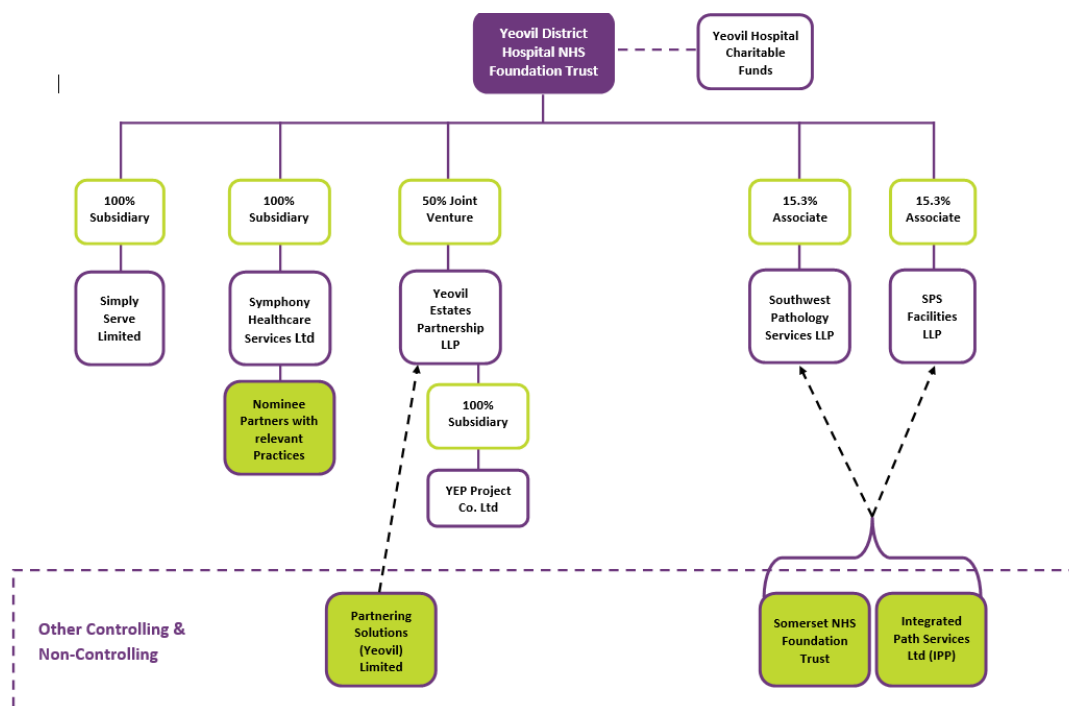 Yeovil District
Hospital NHS
Foundation Trust
Yeovil Hospital
Charitable
Funds
100%
Subsidiary
100%
Subsidiary
50% Joint
Venture
15.3%
Associate
15.3%
Associate
Simply
Serve
Limited
Symphony
Healthcare
Services Ltd
Yeovil
Estates
Partnership
LLP
Southwest
Pathology
Services LLP
SPS
Facilities
LLP
Nominee
Partners with
relevant
Practices
100%
Subsidiary
YEP Project
Co. Ltd
Other Controlling &
Non-Controlling
Partnering
Solutions
(Yeovil)
Limited
Somerset NHS
Foundation
Trust
Integrated
Path Services
Ltd (IPP)